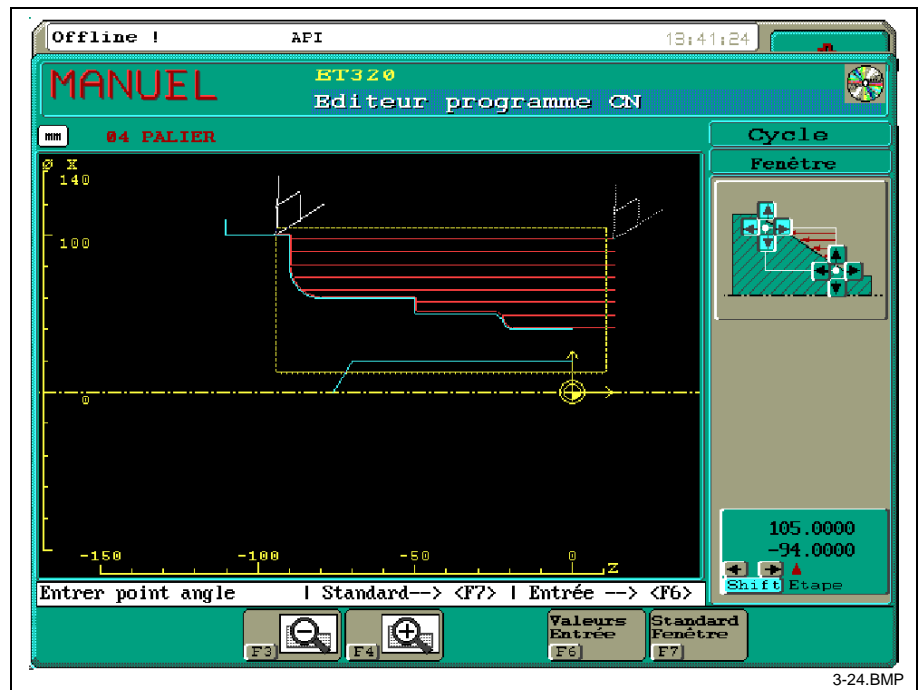 Offline ! API 13:41:24
MANUEL
ET320
Editeur programme CN
mm 04 PALIER
Cycle
Fenêtre
Ø X
140
100
0
-150 -100 -50 0 Z
105.0000
-94.0000
Shift Etape
Entrer point angle | Standard--> <F7> | Entrée --> <F6>
F3 F4
Valeurs
Entrée
F6
Standard
Fenêtre
F7
3-24.BMP